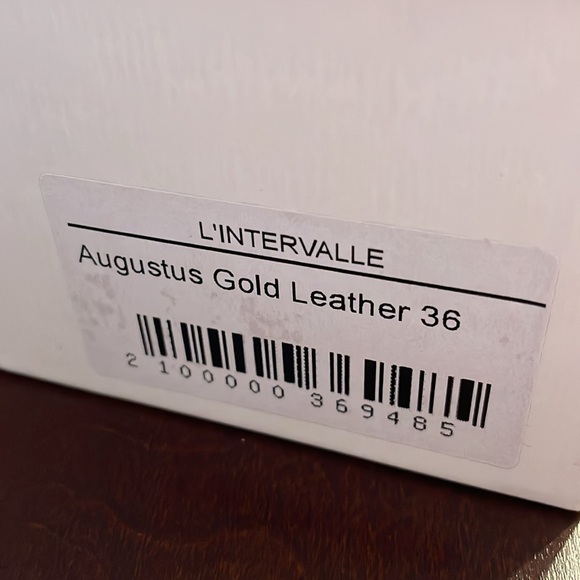 L'INTERVALLE
Augustus Gold Leather 36
2 100000 369485